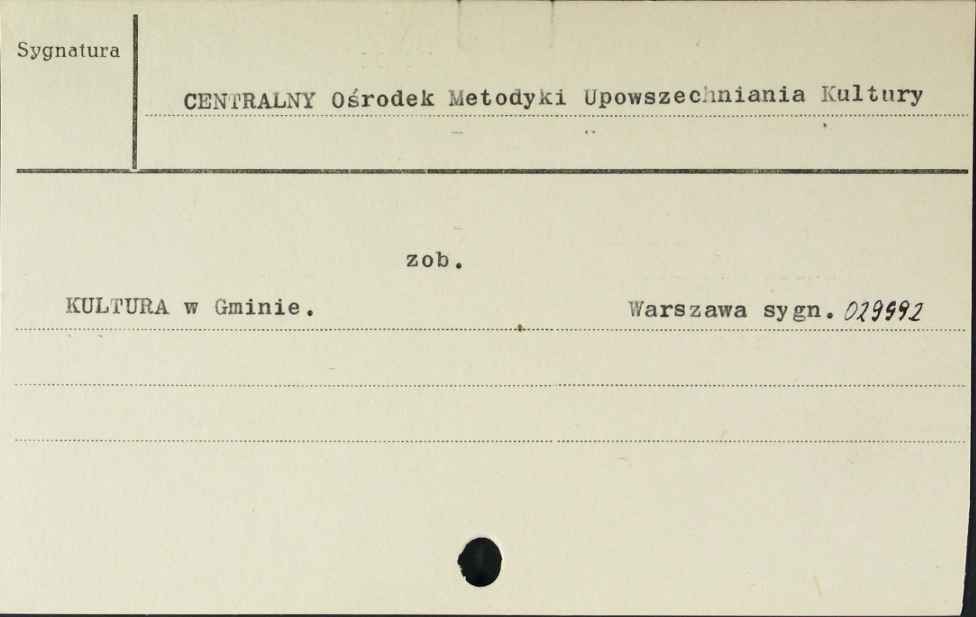 Sygnatura
CENTRALNY Ośrodek Metodyki Upowszechniania Kultury
zob.
KULTURA w Gminie. Warszawa sygn. 029992